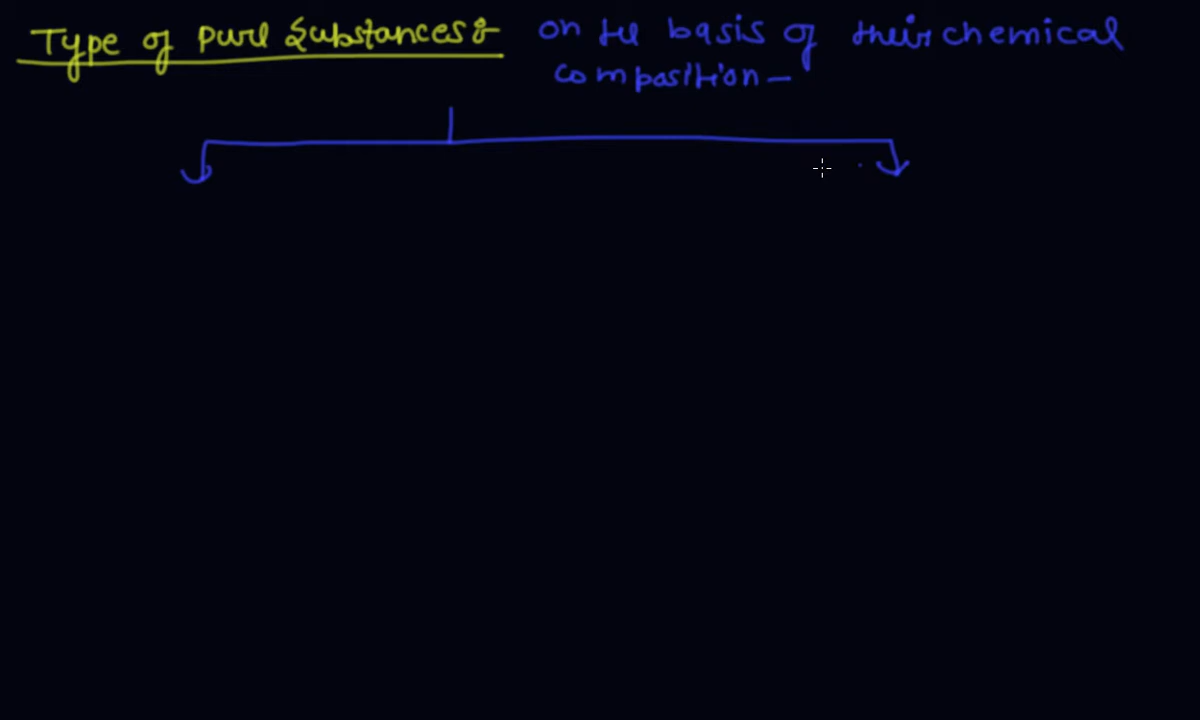 Type of pure Substances:- on the basis of their chemical
composition -